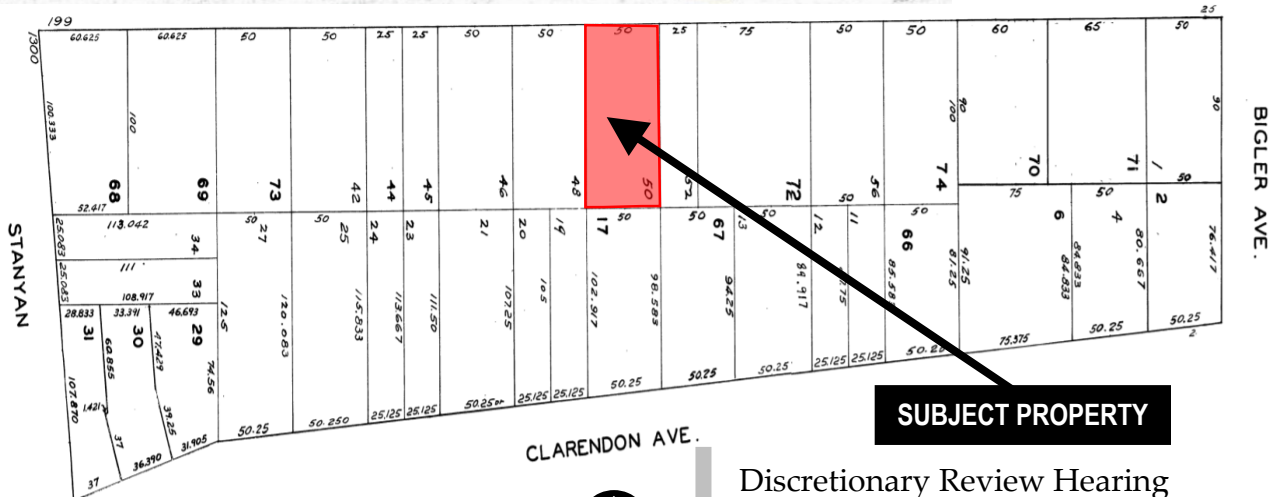 199
1300
60.625 60.625 50 50 25 25 50 50 50 25 75 50 50 50 60 65 50 25
100.333 100 90 100 90
68 69 73 42 44 45 46 48 50 52 72 56 74 70 71 1
52.417 50 50 50 50 50 50 50 75 50 50
113.042 34 27 25 24 23 21 20 19 17 67 13 12 11 66 6 4 2
25.083
111
25.083 33
108.917
125 120.083 115.833 113.667 111.50 107.25 105 102.917 98.583 94.25 89.917 85.58 81.25 91.25 84.833 84.833 80.667 76.417
28.833 33.391 46.693
31 30 29
60.855 47.429 74.56
107.870 1.421 37 39.25
37 36.390 31.905
50.25 50.250 25.125 25.125 50.25 25.125 25.125 50.25 50.25 50.25 25.125 25.125 75.375 50.25 50.25
2
STANYAN
BIGLER AVE.
CLARENDON AVE.
SUBJECT PROPERTY
Discretionary Review Hearing